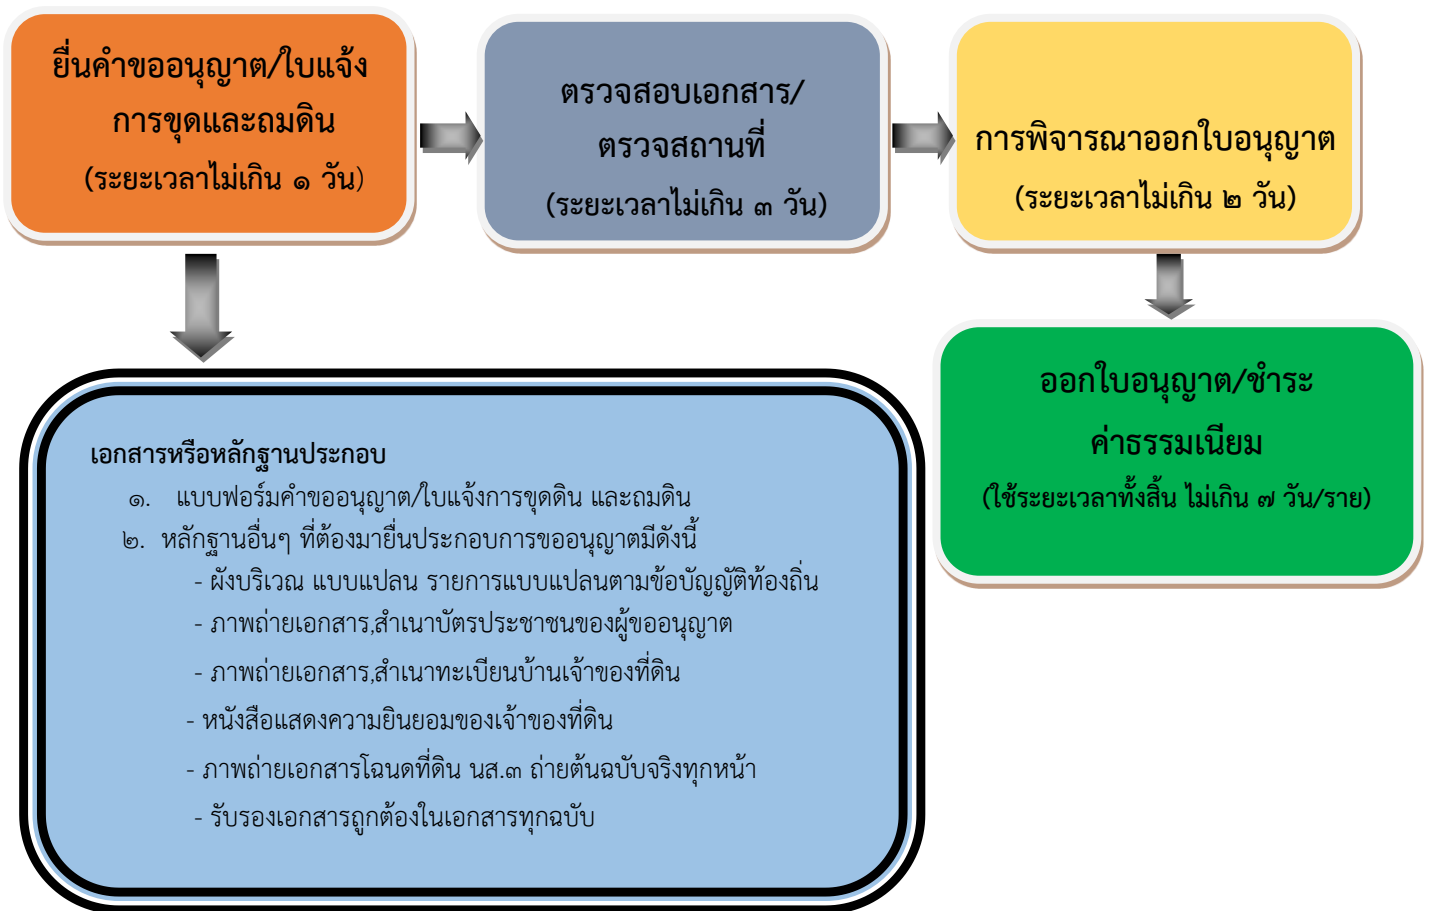 ยื่นคำขออนุญาต/ใบแจ้ง
การขุดและถมดิน
(ระยะเวลาไม่เกิน ๑ วัน)
ตรวจสอบเอกสาร/
ตรวจสถานที่
(ระยะเวลาไม่เกิน ๓ วัน)
การพิจารณาออกใบอนุญาต
(ระยะเวลาไม่เกิน ๒ วัน)
ออกใบอนุญาต/ชำระ
ค่าธรรมเนียม
(ใช้ระยะเวลาทั้งสิ้น ไม่เกิน ๗ วัน/ราย)
เอกสารหรือหลักฐานประกอบ
๑. แบบฟอร์มคำขออนุญาต/ใบแจ้งการขุดดิน และถมดิน
๒. หลักฐานอื่นๆ ที่ต้องมายื่นประกอบการขออนุญาตมีดังนี้
- ผังบริเวณ แบบแปลน รายการแบบแปลนตามข้อบัญญัติท้องถิ่น
- ภาพถ่ายเอกสาร,สำเนาบัตรประชาชนของผู้ขออนุญาต
- ภาพถ่ายเอกสาร,สำเนาทะเบียนบ้านเจ้าของที่ดิน
- หนังสือแสดงความยินยอมของเจ้าของที่ดิน
- ภาพถ่ายเอกสารโฉนดที่ดิน นส.๓ ถ่ายต้นฉบับจริงทุกหน้า
- รับรองเอกสารถูกต้องในเอกสารทุกฉบับ